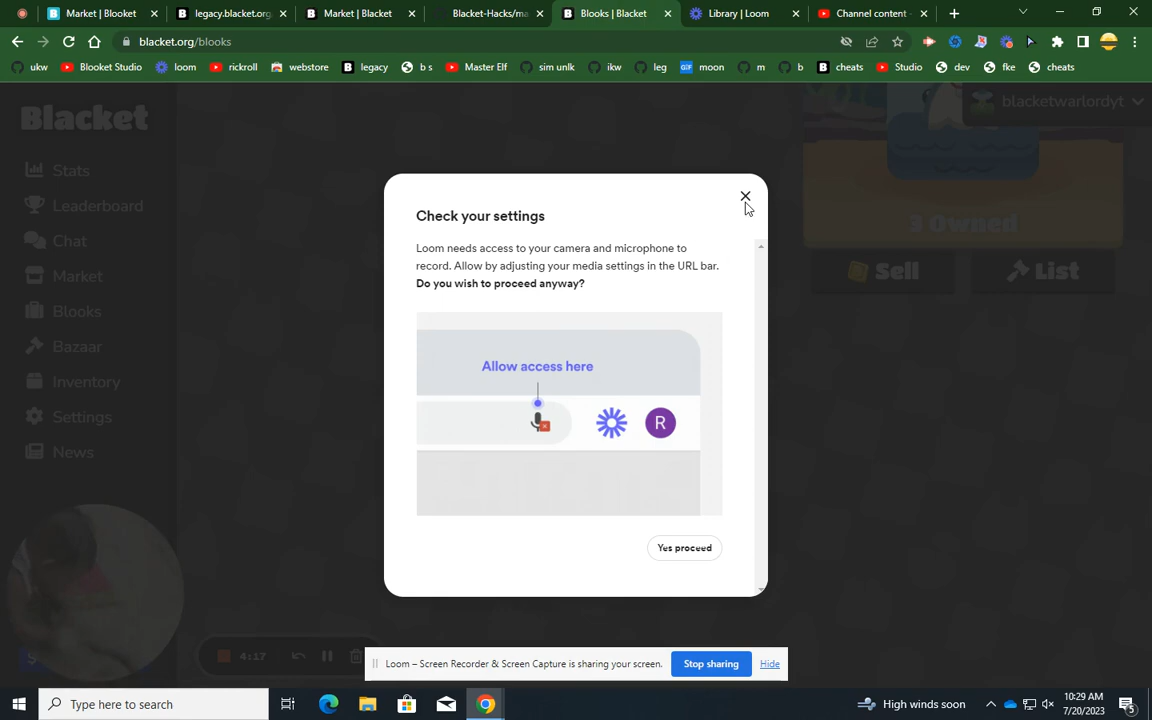 Market | Blooket
legacy.blacket.org
Market | Blacket
Blacket-Hacks/ma
Blooks | Blacket
Library | Loom
Channel content -
blacket.org/blooks
ukw
Blooket Studio
loom
rickroll
webstore
legacy
b s
Master Elf
sim unlk
ikw
leg
GIF
moon
m
b
cheats
Studio
dev
fke
cheats
Blacket
blacketwarlordyt
Stats
Leaderboard
Chat
Market
Blooks
Bazaar
Inventory
Settings
News
3 Owned
Sell
List
Check your settings
Loom needs access to your camera and microphone to
record. Allow by adjusting your media settings in the URL bar.
Do you wish to proceed anyway?
Allow access here
R
Yes proceed
4:17
Loom – Screen Recorder & Screen Capture is sharing your screen.
Stop sharing
Hide
Type here to search
High winds soon
10:29 AM
7/20/2023
5